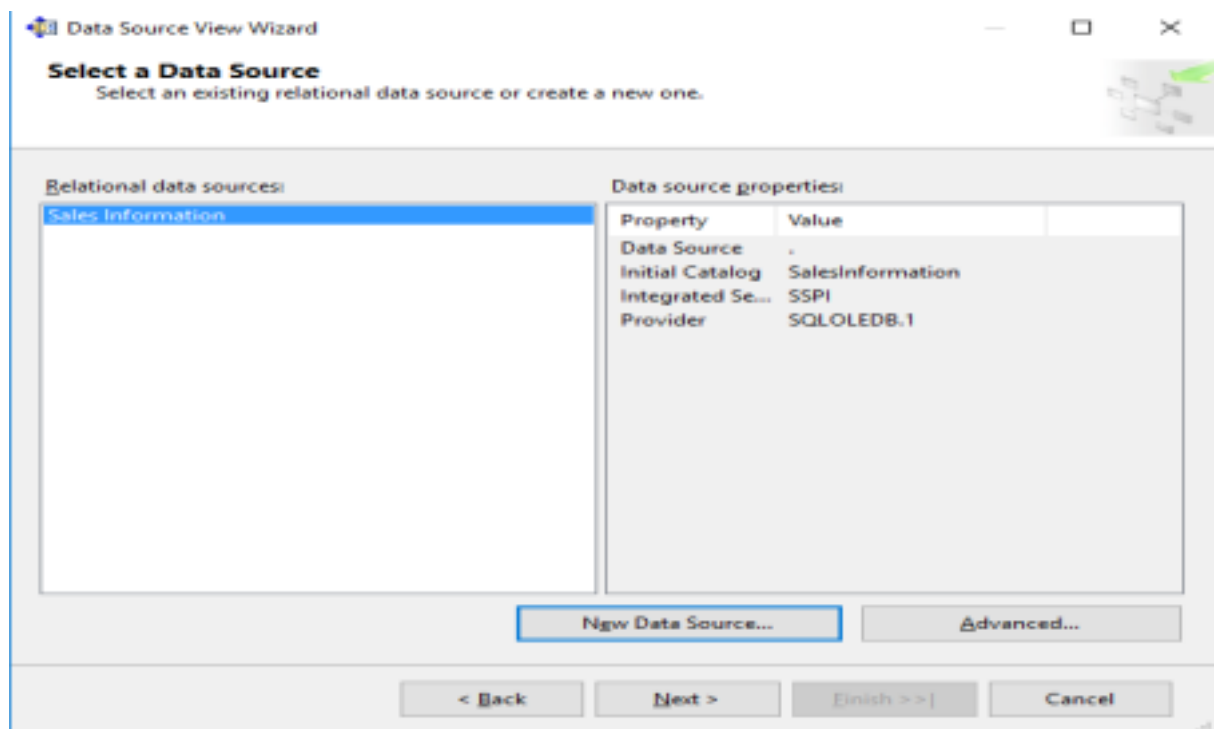 Data Source View Wizard
Select a Data Source
Select an existing relational data source or create a new one.
Relational data sources:
Sales Information
Data source properties:
Property Value
Data Source .
Initial Catalog SalesInformation
Integrated Se... SSPI
Provider SQLOLEDB.1
New Data Source... Advanced...
< Back Next > Finish >>| Cancel